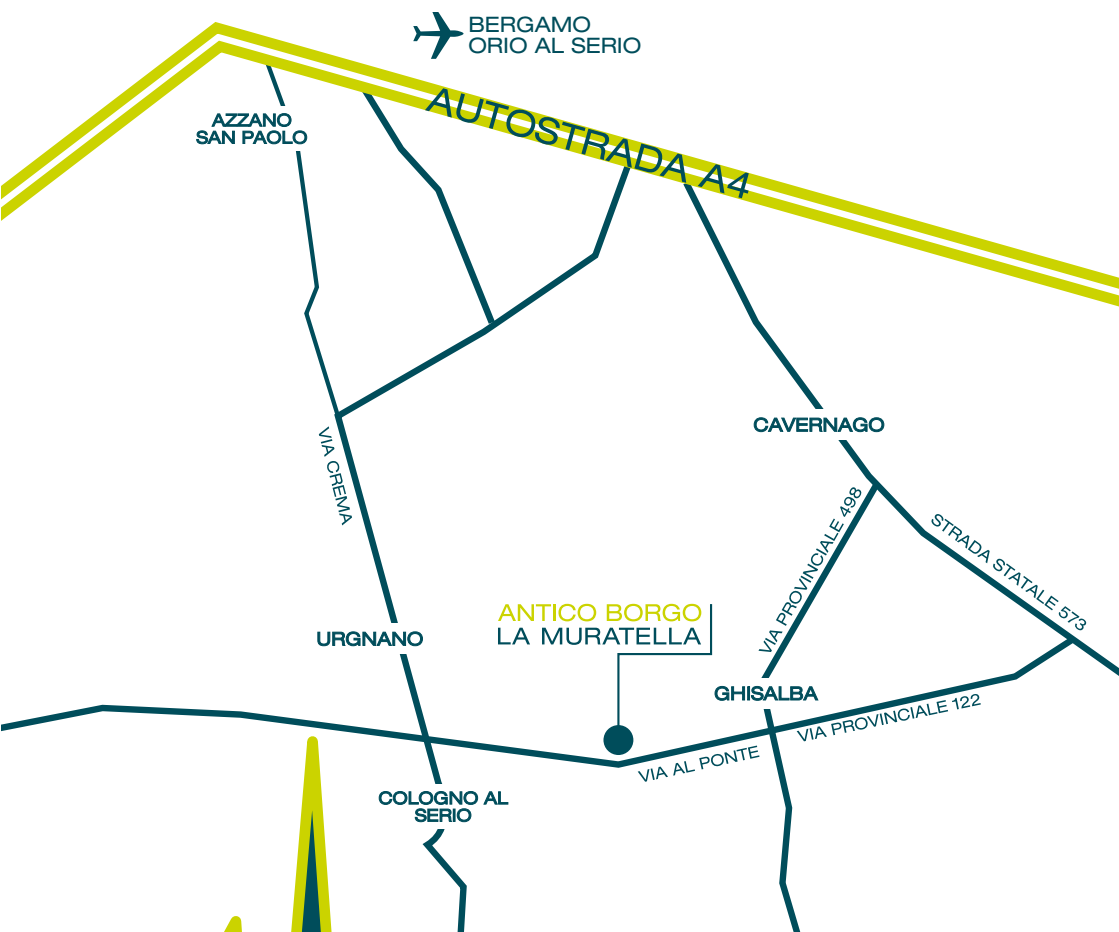 BERGAMO
ORIO AL SERIO
AUTOSTRADA A4
AZZANO
SAN PAOLO
CAVERNAGO
VIA CREMA
VIA PROVINCIALE 498
STRADA STATALE 573
ANTICO BORGO
LA MURATELLA
URGNANO
GHISALBA
VIA PROVINCIALE 122
VIA AL PONTE
COLOGNO AL
SERIO